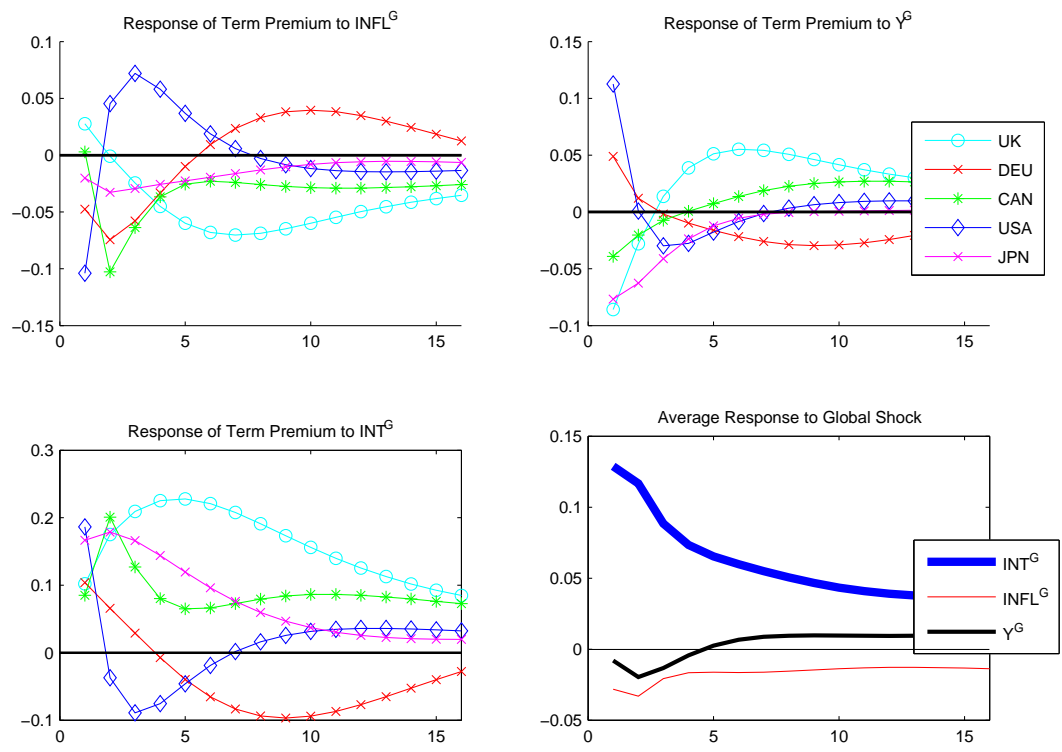 Response of Term Premium to INFL^G
0.1
0.05
0
−0.05
−0.1
−0.15
0 5 10 15
Response of Term Premium to Y^G
0.15
0.1
0.05
0
−0.05
−0.1
0 5 10 15
UK
DEU
CAN
USA
JPN
Response of Term Premium to INT^G
0.3
0.2
0.1
0
−0.1
0 5 10 15
Average Response to Global Shock
0.15
0.1
0.05
0
−0.05
0 5 10 15
INT^G
INFL^G
Y^G